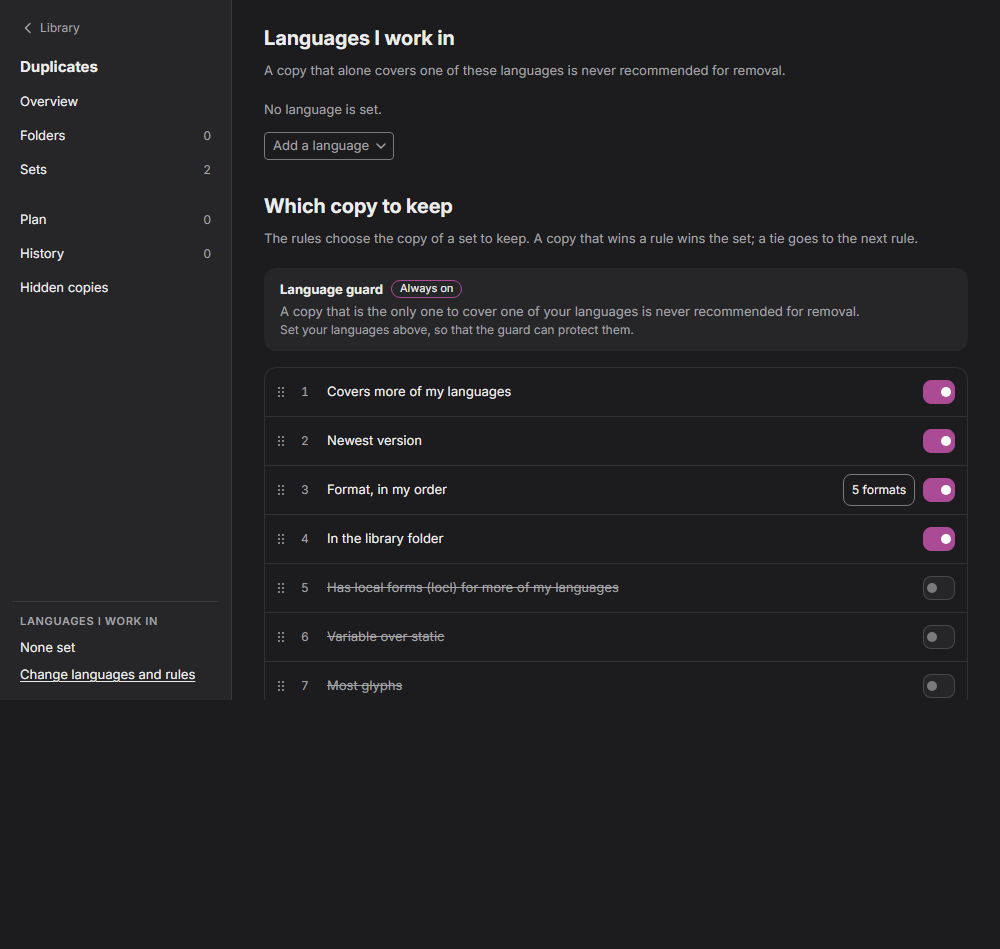 Library
Duplicates
Overview
Folders 0
Sets 2
Plan 0
History 0
Hidden copies
LANGUAGES I WORK IN
None set
Change languages and rules
Languages I work in
A copy that alone covers one of these languages is never recommended for removal.
No language is set.
Add a language
Which copy to keep
The rules choose the copy of a set to keep. A copy that wins a rule wins the set; a tie goes to the next rule.
Language guard Always on
A copy that is the only one to cover one of your languages is never recommended for removal.
Set your languages above, so that the guard can protect them.
1 Covers more of my languages
2 Newest version
3 Format, in my order 5 formats
4 In the library folder
5 Has local forms (locl) for more of my languages
6 Variable over static
7 Most glyphs